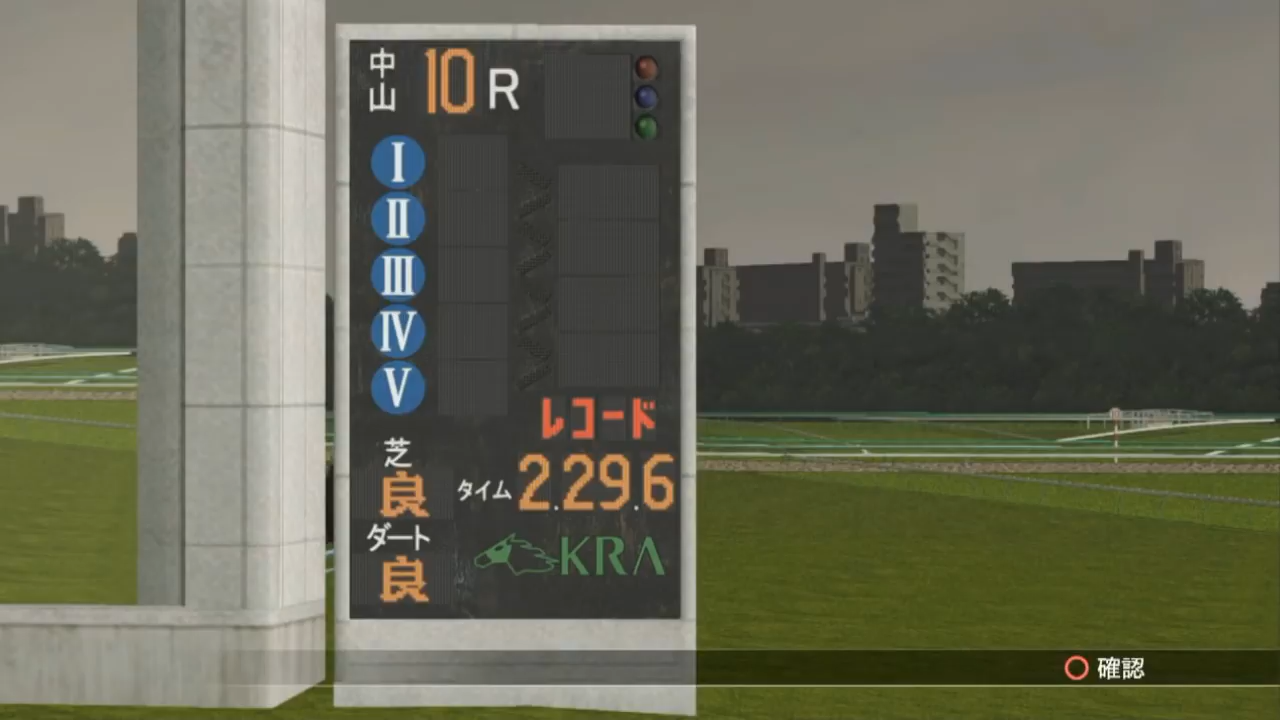 中山 10 R
I
II
III
IV
V
レコード
芝
良
タイム 2.29.6
ダート
良
KRA
○ 確認